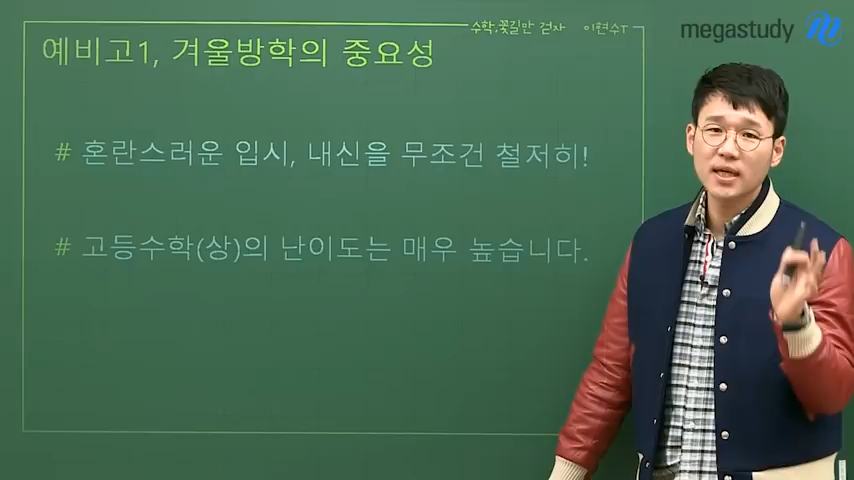 수학,꽃길만 걷자 이현수T
megastudy
예비고1, 겨울방학의 중요성
# 혼란스러운 입시, 내신을 무조건 철저히!
# 고등수학(상)의 난이도는 매우 높습니다.